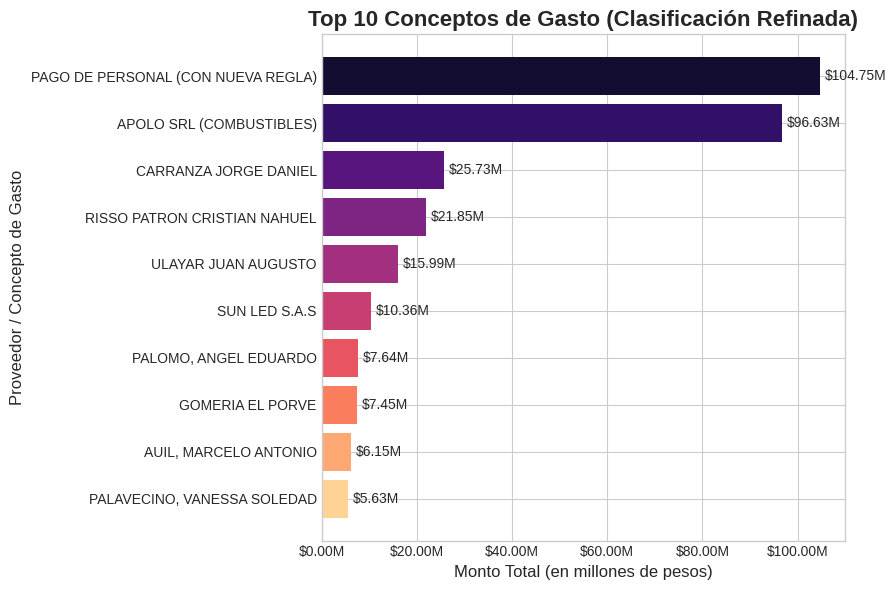 Top 10 Conceptos de Gasto (Clasificación Refinada)
Proveedor / Concepto de Gasto
PAGO DE PERSONAL (CON NUEVA REGLA) $104.75M
APOLO SRL (COMBUSTIBLES) $96.63M
CARRANZA JORGE DANIEL $25.73M
RISSO PATRON CRISTIAN NAHUEL $21.85M
ULAYAR JUAN AUGUSTO $15.99M
SUN LED S.A.S $10.36M
PALOMO, ANGEL EDUARDO $7.64M
GOMERIA EL PORVE $7.45M
AUIL, MARCELO ANTONIO $6.15M
PALAVECINO, VANESSA SOLEDAD $5.63M
$0.00M $20.00M $40.00M $60.00M $80.00M $100.00M
Monto Total (en millones de pesos)